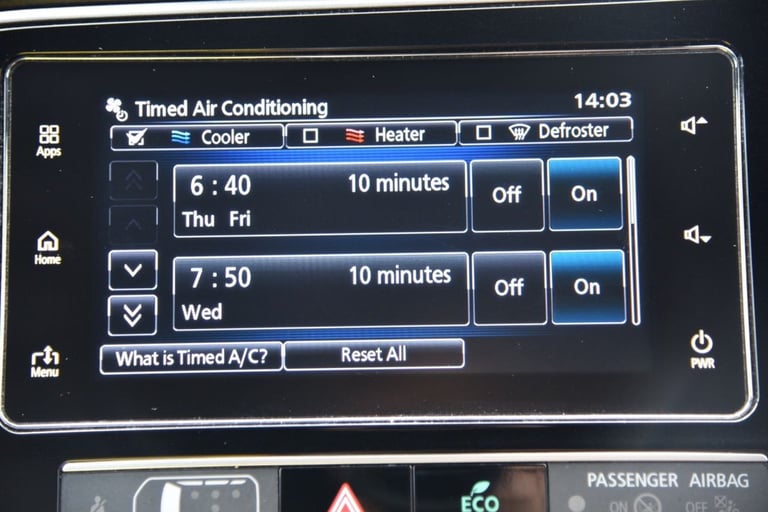 Timed Air Conditioning 14:03
Cooler Heater Defroster
Apps
6:40 10 minutes Off On
Thu Fri
Home
7:50 10 minutes Off On
Wed
What is Timed A/C? Reset All
Menu
PWR
ECO
PASSENGER AIRBAG
ON OFF